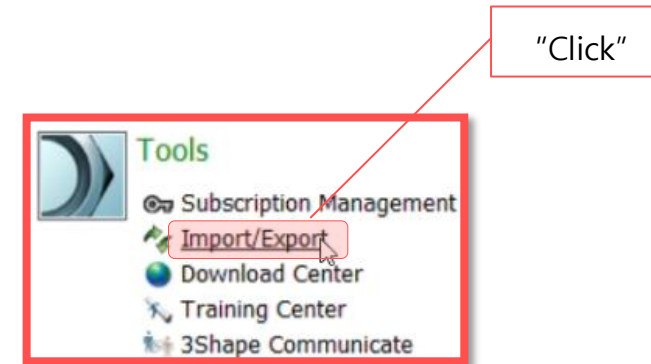 "Click"
Tools
Subscription Management
Import/Export
Download Center
Training Center
3Shape Communicate